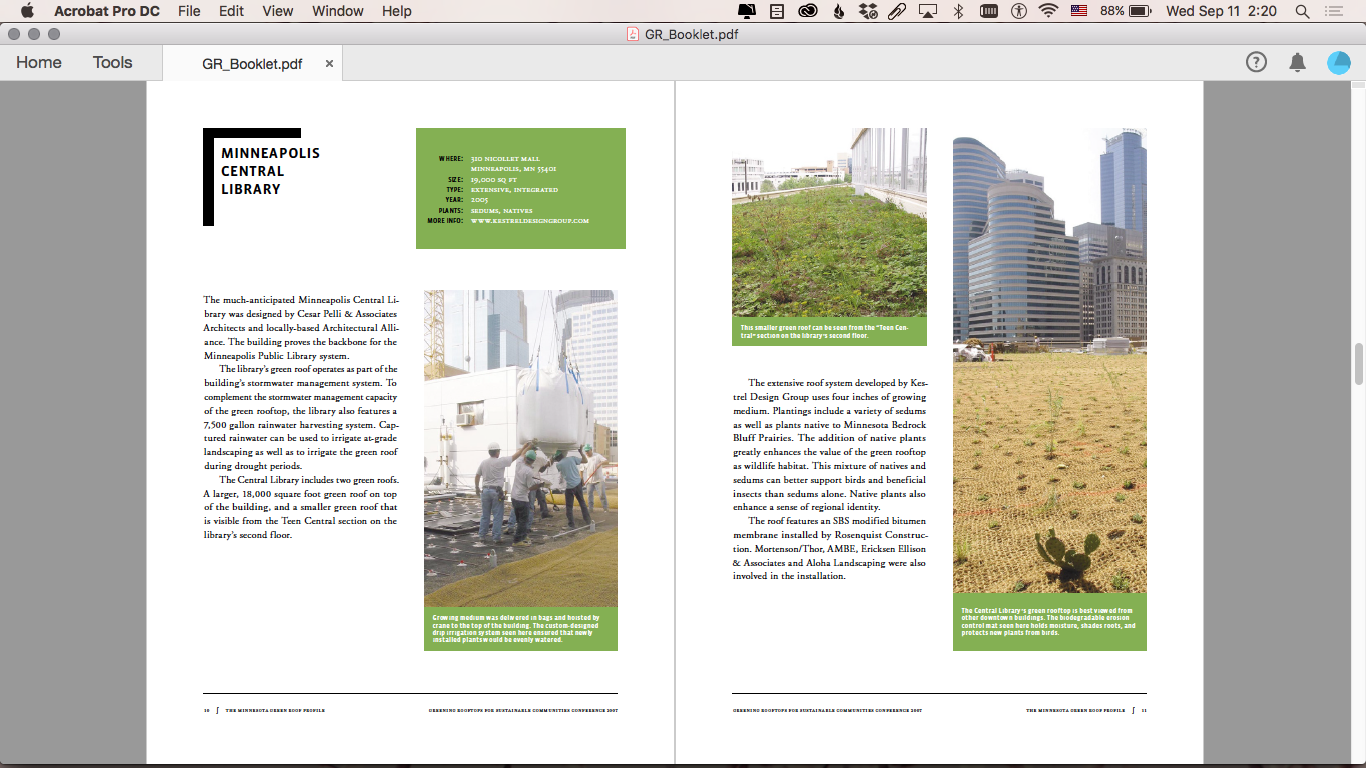 Acrobat Pro DC File Edit View Window Help 88% Wed Sep 11 2:20
GR_Booklet.pdf
Home Tools GR_Booklet.pdf × ?
MINNEAPOLIS
CENTRAL
LIBRARY
WHERE: 310 NICOLLET MALL
MINNEAPOLIS, MN 55401
SIZE: 19,000 SQ FT
TYPE: EXTENSIVE, INTEGRATED
YEAR: 2005
PLANTS: SEDUMS, NATIVES
MORE INFO: WWW.KESTRELDESIGNGROUP.COM
The much-anticipated Minneapolis Central Li-
brary was designed by Cesar Pelli & Associates
Architects and locally-based Architectural Alli-
ance. The building proves the backbone for the
Minneapolis Public Library system.
The library's green roof operates as part of the
building's stormwater management system. To
complement the stormwater management capacity
of the green rooftop, the library also features a
7,500 gallon rainwater harvesting system. Cap-
tured rainwater can be used to irrigate at-grade
landscaping as well as to irrigate the green roof
during drought periods.
The Central Library includes two green roofs.
A larger, 18,000 square foot green roof on top
of the building, and a smaller green roof that
is visible from the Teen Central section on the
library's second floor.
Growing medium was delivered in bags and hoisted by
crane to the top of the building. The custom-designed
drip irrigation system seen here ensured that newly
installed plants would be evenly watered.
10 ∫ THE MINNESOTA GREEN ROOF PROFILE
GREENING ROOFTOPS FOR SUSTAINABLE COMMUNITIES CONFERENCE 2007
This smaller green roof can be seen from the "Teen Cen-
tral" section on the library's second floor.
The extensive roof system developed by Kes-
trel Design Group uses four inches of growing
medium. Plantings include a variety of sedums
as well as plants native to Minnesota Bedrock
Bluff Prairies. The addition of native plants
greatly enhances the value of the green rooftop
as wildlife habitat. This mixture of natives and
sedums can better support birds and beneficial
insects than sedums alone. Native plants also
enhance a sense of regional identity.
The roof features an SBS modified bitumen
membrane installed by Rosenquist Construc-
tion. Mortenson/Thor, AMBE, Ericksen Ellison
& Associates and Aloha Landscaping were also
involved in the installation.
The Central Library's green rooftop is best viewed from
other downtown buildings. The biodegradable erosion
control mat seen here holds moisture, shades roots, and
protects new plants from birds.
GREENING ROOFTOPS FOR SUSTAINABLE COMMUNITIES CONFERENCE 2007
THE MINNESOTA GREEN ROOF PROFILE ∫ 11